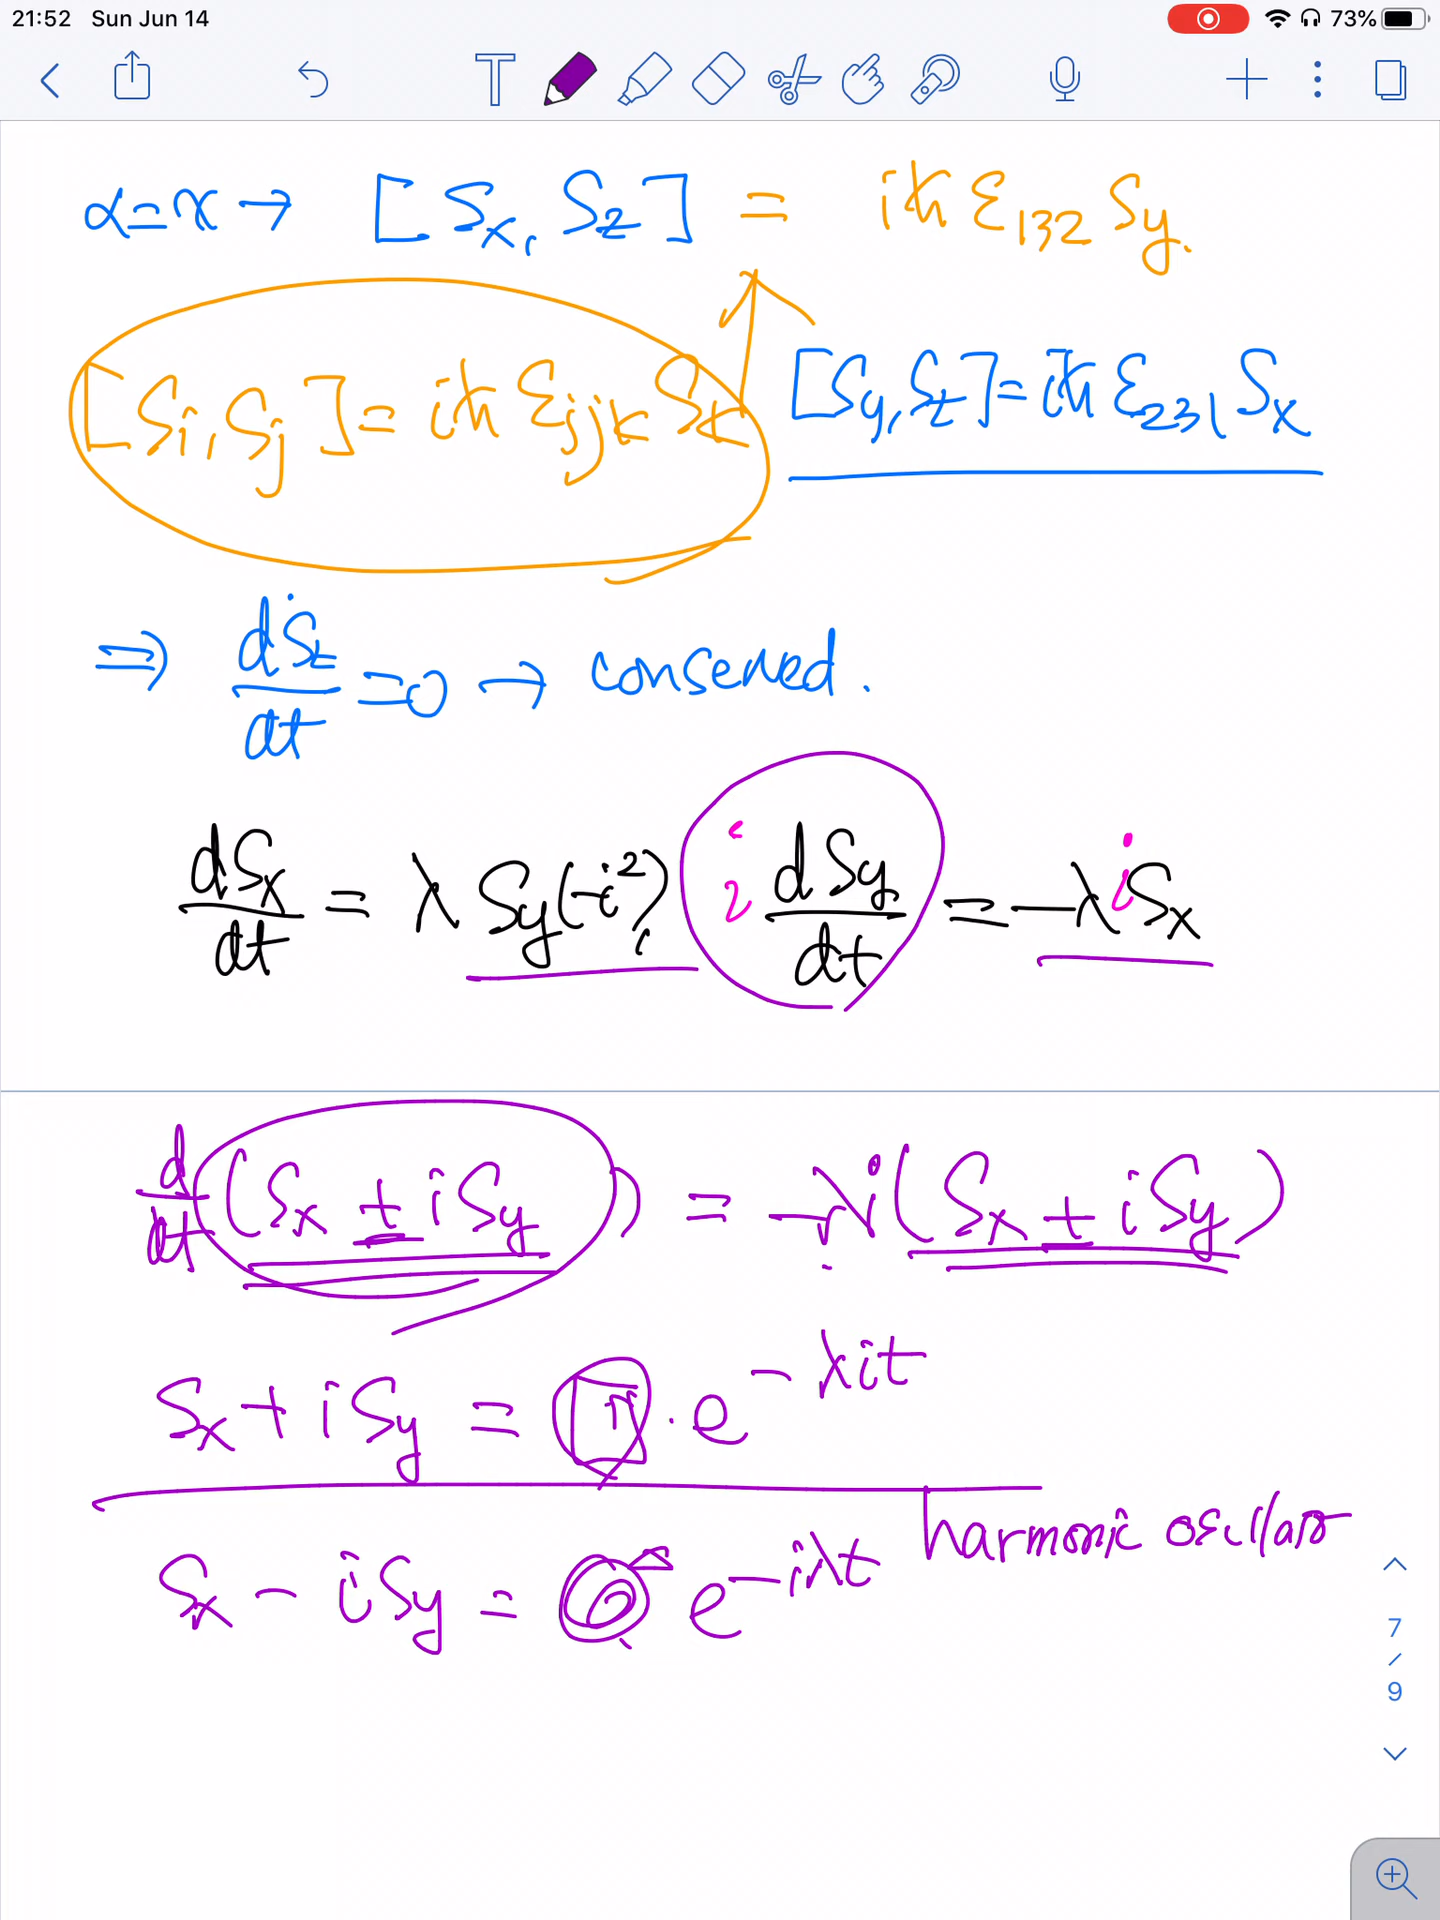 21:52 Sun Jun 14 73%
T
α=x → [Sx, Sz] = iħ ε132 Sy.
[Si, Sj] = iħ εijk Sk [Sy, Sz] = iħ ε231 Sx
⇒ dSz/dt = 0 → conserved.
dSx/dt = λ Sy(-i²) i dSy/dt = -λ i Sx
d/dt (Sx ± i Sy) = -λi (Sx ± i Sy)
Sx + i Sy = · e^-λit
harmonic oscillator
Sx - i Sy = e^-iλt
7
/
9